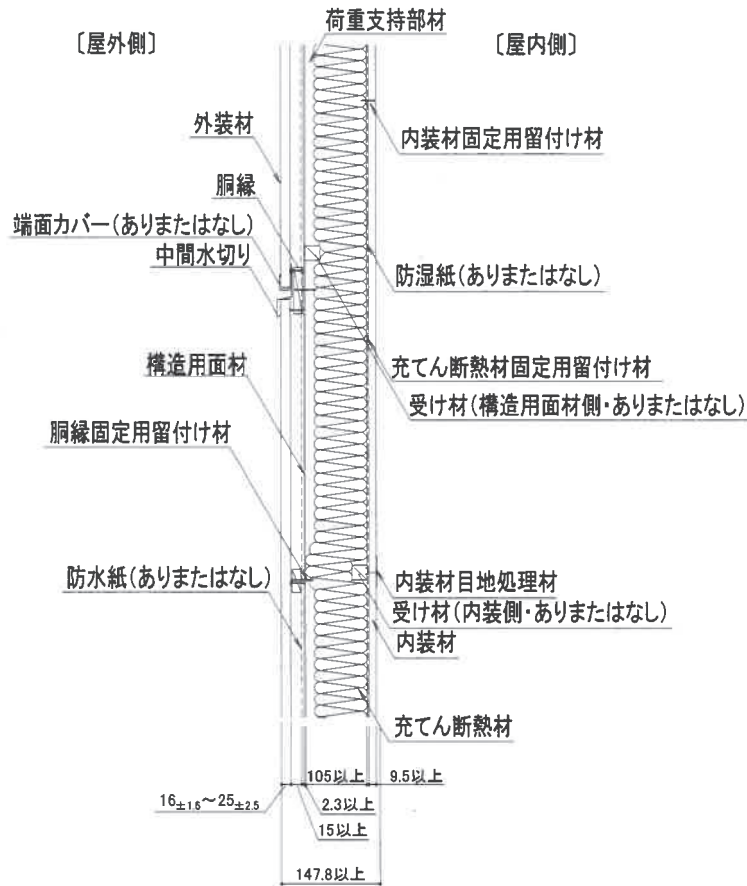 荷重支持部材
〔屋外側〕
〔屋内側〕
外装材
内装材固定用留付け材
胴縁
端面カバー(ありまたはなし)
中間水切り
防湿紙(ありまたはなし)
構造用面材
充てん断熱材固定用留付け材
受け材(構造用面材側・ありまたはなし)
胴縁固定用留付け材
防水紙(ありまたはなし)
内装材目地処理材
受け材(内装側・ありまたはなし)
内装材
充てん断熱材
105以上
9.5以上
16±1.6~25±2.5
2.3以上
15以上
147.8以上